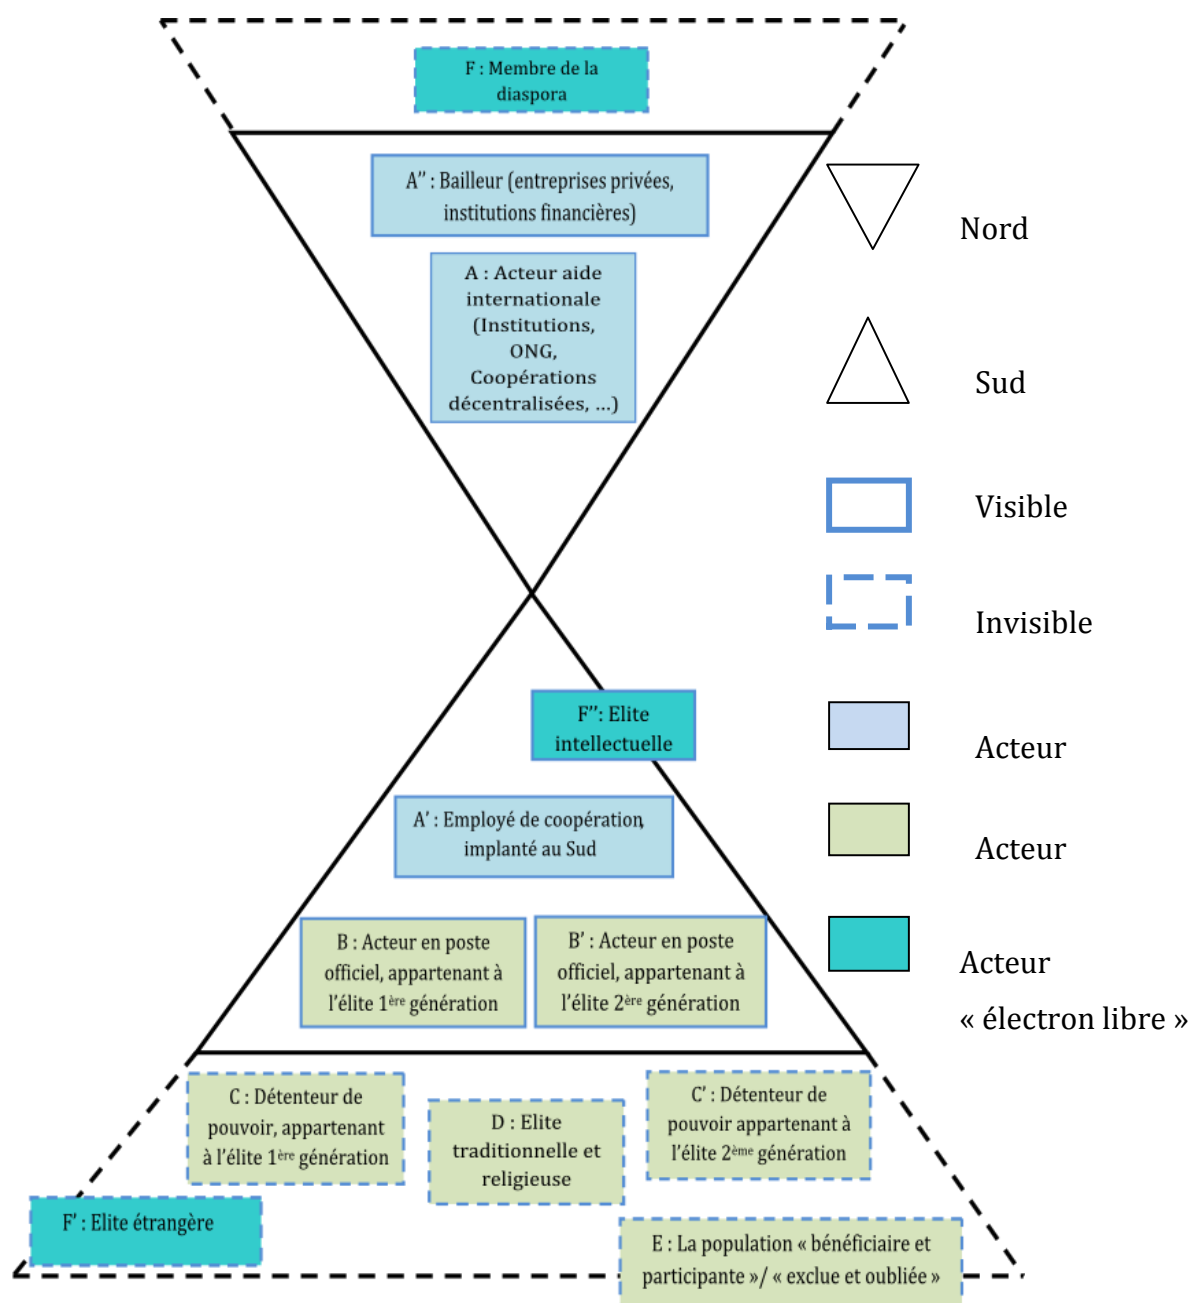 F : Membre de la
diaspora
A'' : Bailleur (entreprises privées,
institutions financières)
A : Acteur aide
internationale
(Institutions,
ONG,
Coopérations
décentralisées, ...)
F'': Elite
intellectuelle
A' : Employé de coopération,
implanté au Sud
B : Acteur en poste
officiel, appartenant à
l'élite 1ère génération
B' : Acteur en poste
officiel, appartenant à
l'élite 2ère génération
C : Détenteur de
pouvoir, appartenant
à l'élite 1ère génération
D : Elite
traditionnelle et
religieuse
C' : Détenteur de
pouvoir appartenant à
l'élite 2ème génération
F' : Elite étrangère
E : La population « bénéficiaire et
participante »/ « exclue et oubliée »
Nord
Sud
Visible
Invisible
Acteur
Acteur
Acteur
« électron libre »